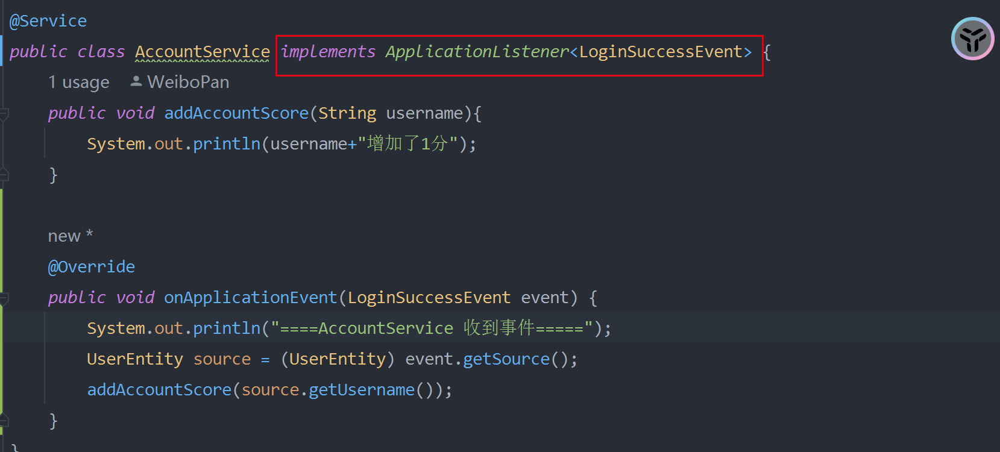 @Service
public class AccountService implements ApplicationListener<LoginSuccessEvent> {
1 usage WeiboPan
public void addAccountScore(String username){
System.out.println(username+"增加了1分");
}
new *
@Override
public void onApplicationEvent(LoginSuccessEvent event) {
System.out.println("====AccountService 收到事件=====");
UserEntity source = (UserEntity) event.getSource();
addAccountScore(source.getUsername());
}
}